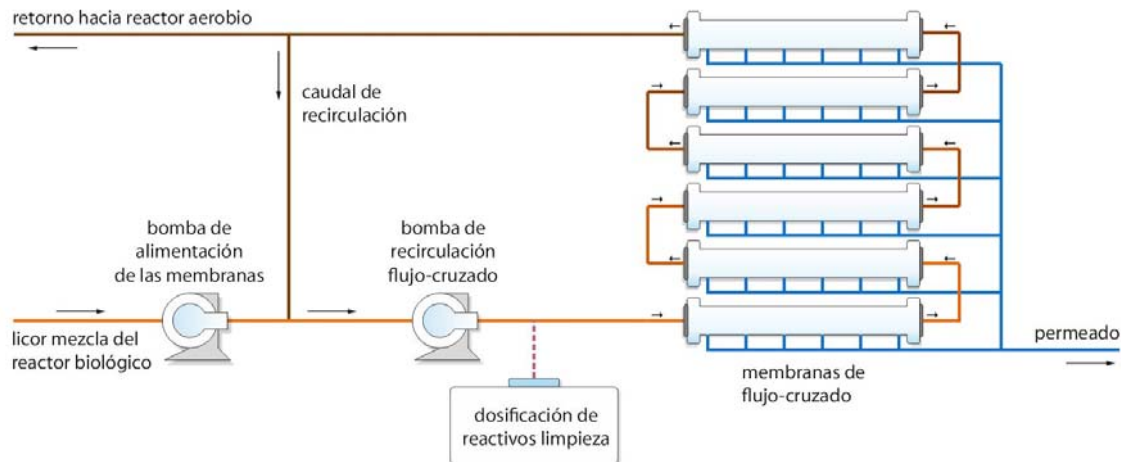 retorno hacia reactor aerobio
caudal de
recirculación
bomba de
alimentación
de las membranas
bomba de
recirculación
flujo-cruzado
licor mezcla del
reactor biológico
permeado
membranas de
flujo-cruzado
dosificación de
reactivos limpieza